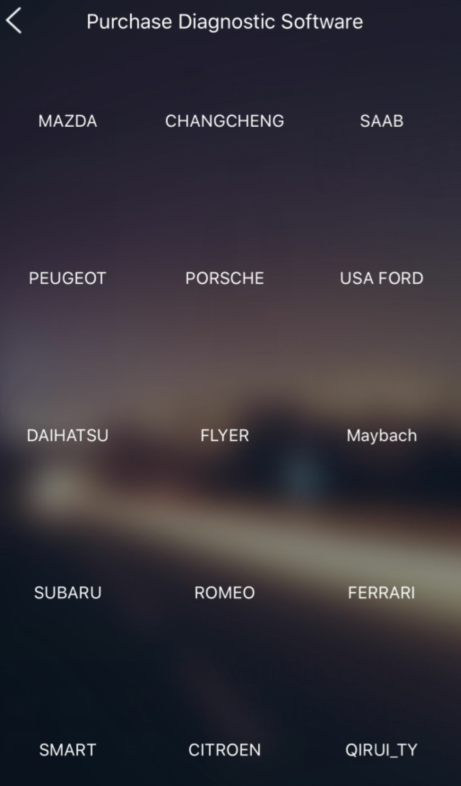 Purchase Diagnostic Software
MAZDA CHANGCHENG SAAB
PEUGEOT PORSCHE USA FORD
DAIHATSU FLYER Maybach
SUBARU ROMEO FERRARI
SMART CITROEN QIRUI_TY